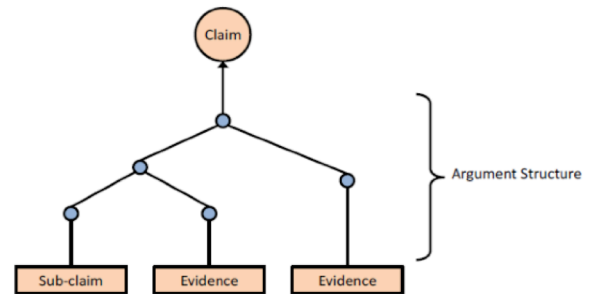 Claim
Argument Structure
Sub-claim
Evidence
Evidence